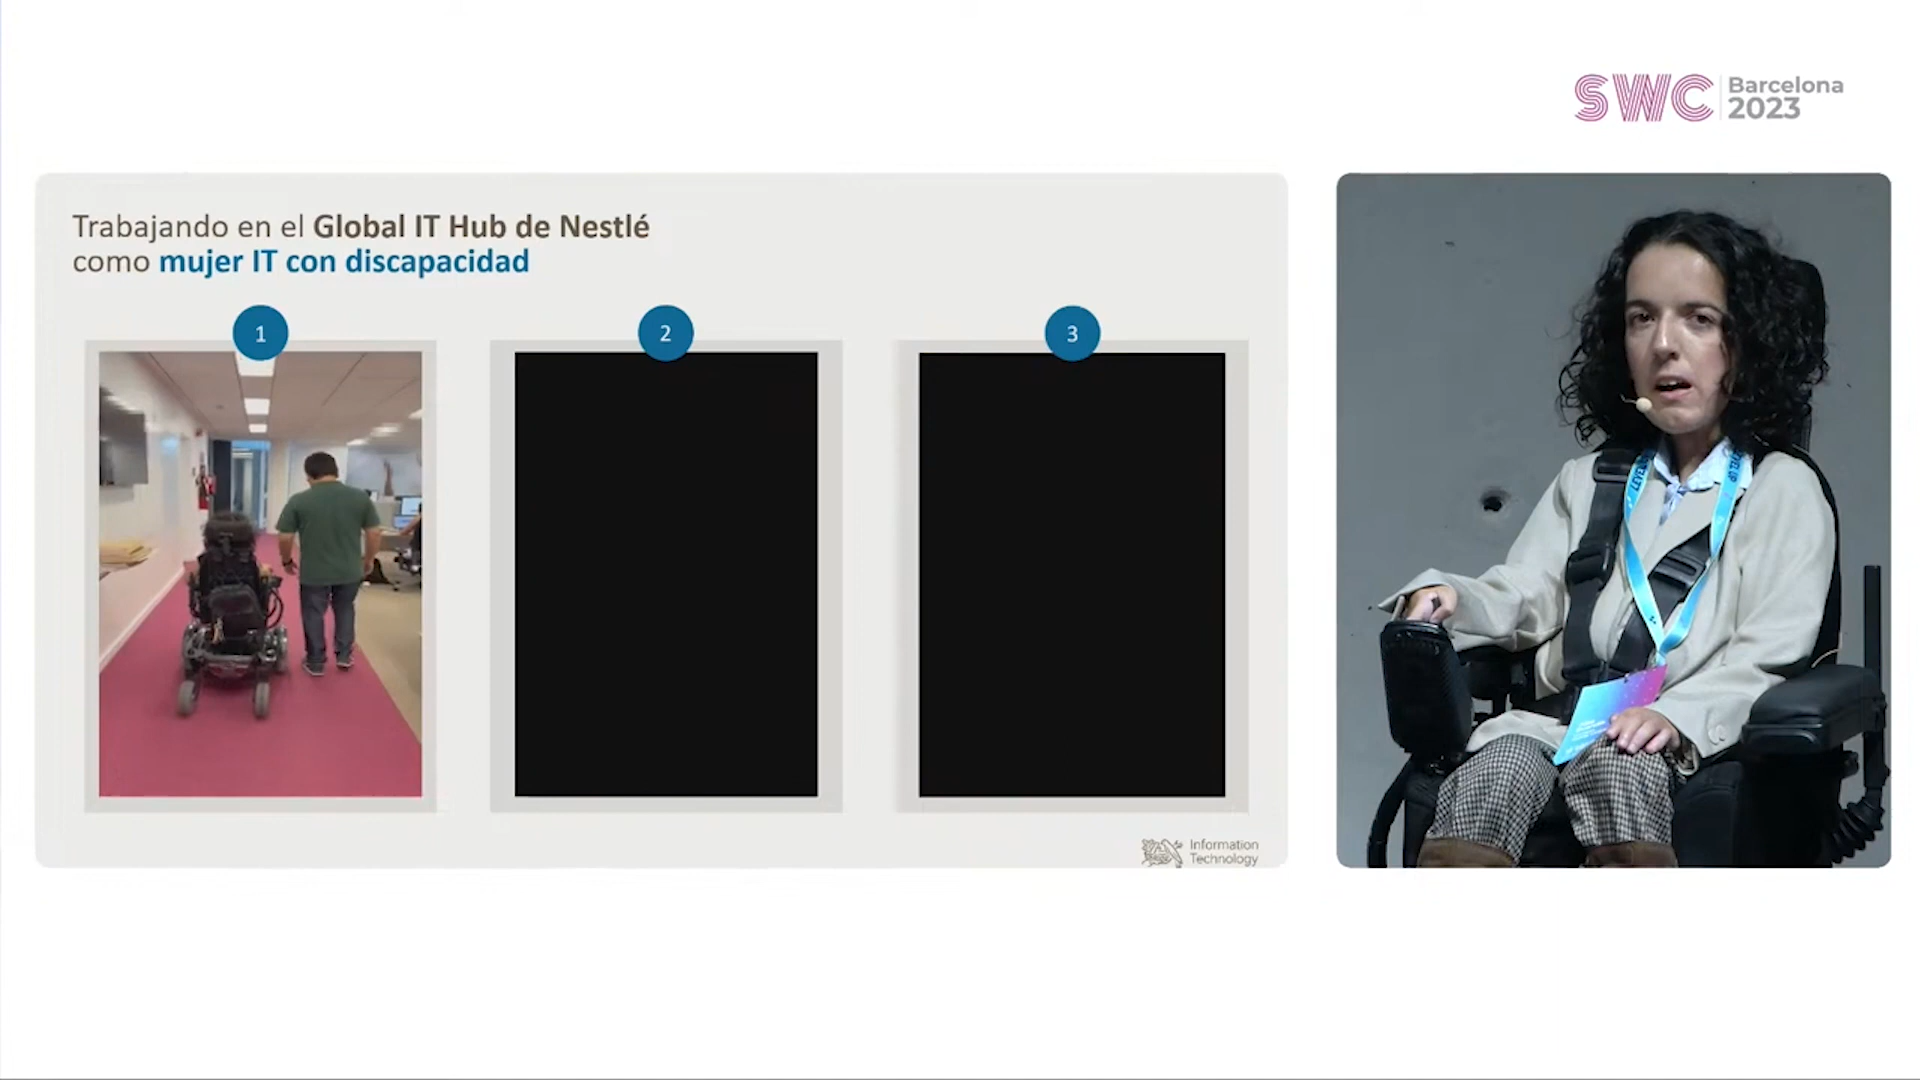 SWC Barcelona
2023
Trabajando en el Global IT Hub de Nestlé
como mujer IT con discapacidad
1
2
3
Information
Technology